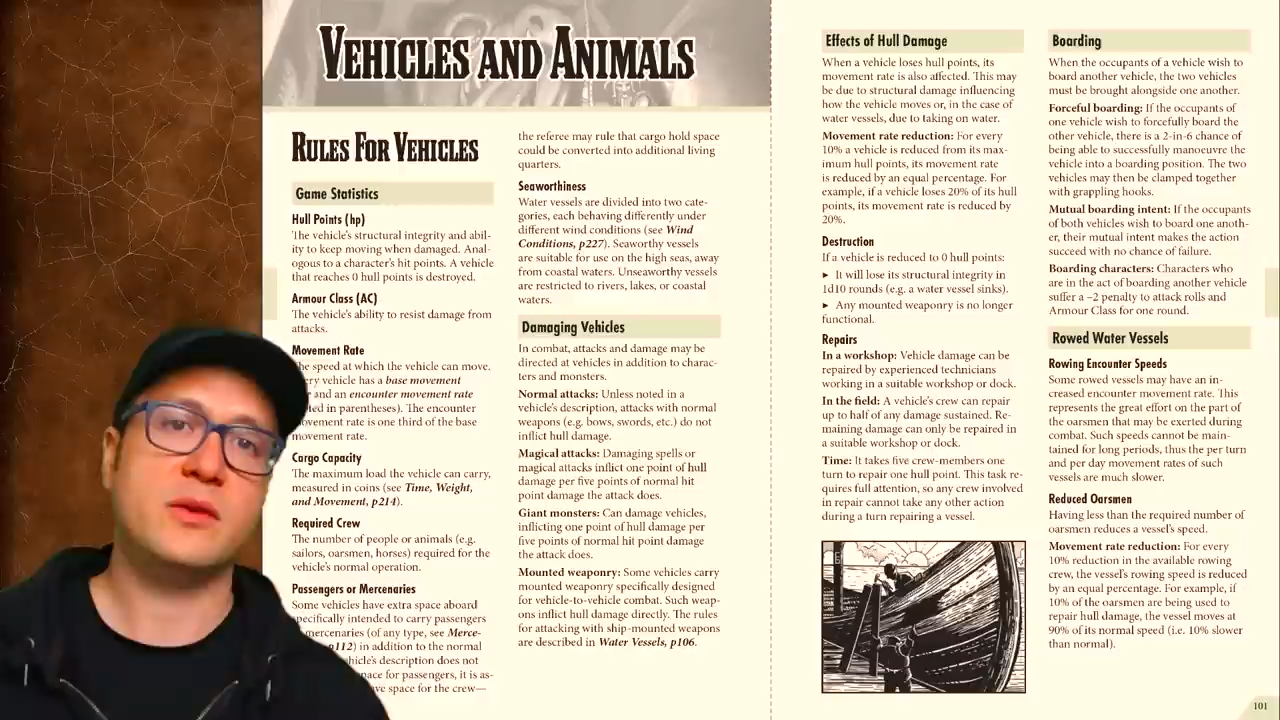 VEHICLES AND ANIMALS
RULES FOR VEHICLES
Game Statistics
Hull Points (hp)
The vehicle's structural integrity and abil-
ity to keep moving when damaged. Anal-
ogous to a character's hit points. A vehicle
that reaches 0 hull points is destroyed.
Armour Class (AC)
The vehicle's ability to resist damage from
attacks.
Movement Rate
The speed at which the vehicle can move.
vehicle has a base movement
and an encounter movement rate
in parentheses). The encounter
movement rate is one third of the base
movement rate.
Cargo Capacity
The maximum load the vehicle can carry,
measured in coins (see Time, Weight,
and Movement, p214).
Required Crew
The number of people or animals (e.g.
sailors, oarsmen, horses) required for the
vehicle's normal operation.
Passengers or Mercenaries
Some vehicles have extra space aboard
specifically intended to carry passengers
mercenaries (of any type, see Merce-
p112) in addition to the normal
vehicle's description does not
space for passengers, it is as-
space for the crew—
the referee may rule that cargo hold space
could be converted into additional living
quarters.
Seaworthiness
Water vessels are divided into two cate-
gories, each behaving differently under
different wind conditions (see Wind
Conditions, p227). Seaworthy vessels
are suitable for use on the high seas, away
from coastal waters. Unseaworthy vessels
are restricted to rivers, lakes, or coastal
waters.
Damaging Vehicles
In combat, attacks and damage may be
directed at vehicles in addition to charac-
ters and monsters.
Normal attacks: Unless noted in a
vehicle's description, attacks with normal
weapons (e.g. bows, swords, etc.) do not
inflict hull damage.
Magical attacks: Damaging spells or
magical attacks inflict one point of hull
damage per five points of normal hit
point damage the attack does.
Giant monsters: Can damage vehicles,
inflicting one point of hull damage per
five points of normal hit point damage
the attack does.
Mounted weaponry: Some vehicles carry
mounted weaponry specifically designed
for vehicle-to-vehicle combat. Such weap-
ons inflict hull damage directly. The rules
for attacking with ship-mounted weapons
are described in Water Vessels, p106.
Effects of Hull Damage
When a vehicle loses hull points, its
movement rate is also affected. This may
be due to structural damage influencing
how the vehicle moves or, in the case of
water vessels, due to taking on water.
Movement rate reduction: For every
10% a vehicle is reduced from its max-
imum hull points, its movement rate
is reduced by an equal percentage. For
example, if a vehicle loses 20% of its hull
points, its movement rate is reduced by
20%.
Destruction
If a vehicle is reduced to 0 hull points:
▶ It will lose its structural integrity in
1d10 rounds (e.g. a water vessel sinks).
▶ Any mounted weaponry is no longer
functional.
Repairs
In a workshop: Vehicle damage can be
repaired by experienced technicians
working in a suitable workshop or dock.
In the field: A vehicle's crew can repair
up to half of any damage sustained. Re-
maining damage can only be repaired in
a suitable workshop or dock.
Time: It takes five crew-members one
turn to repair one hull point. This task re-
quires full attention, so any crew involved
in repair cannot take any other action
during a turn repairing a vessel.
Boarding
When the occupants of a vehicle wish to
board another vehicle, the two vehicles
must be brought alongside one another.
Forceful boarding: If the occupants of
one vehicle wish to forcefully board the
other vehicle, there is a 2-in-6 chance of
being able to successfully manoeuvre the
vehicle into a boarding position. The two
vehicles may then be clamped together
with grappling hooks.
Mutual boarding intent: If the occupants
of both vehicles wish to board one anoth-
er, their mutual intent makes the action
succeed with no chance of failure.
Boarding characters: Characters who
are in the act of boarding another vehicle
suffer a –2 penalty to attack rolls and
Armour Class for one round.
Rowed Water Vessels
Rowing Encounter Speeds
Some rowed vessels may have an in-
creased encounter movement rate. This
represents the great effort on the part of
the oarsmen that may be exerted during
combat. Such speeds cannot be main-
tained for long periods, thus the per turn
and per day movement rates of such
vessels are much slower.
Reduced Oarsmen
Having less than the required number of
oarsmen reduces a vessel's speed.
Movement rate reduction: For every
10% reduction in the available rowing
crew, the vessel's rowing speed is reduced
by an equal percentage. For example, if
10% of the oarsmen are being used to
repair hull damage, the vessel moves at
90% of its normal speed (i.e. 10% slower
than normal).
101